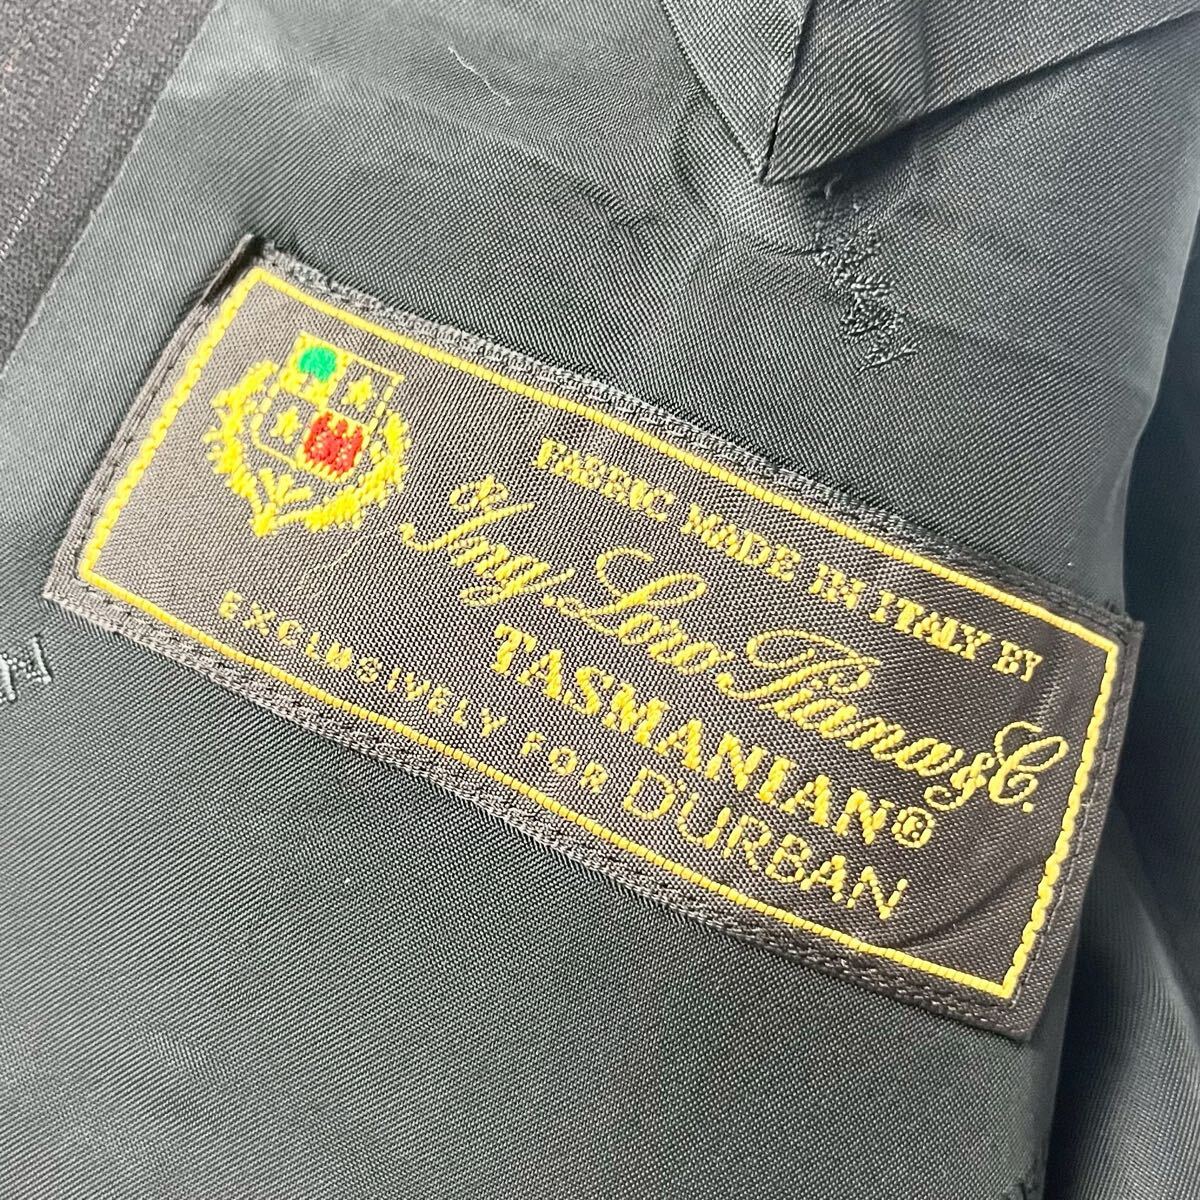 FABRIC MADE IN ITALY BY
Ing. Loro Piana & C.
TASMANIAN®
EXCLUSIVELY FOR DURBAN